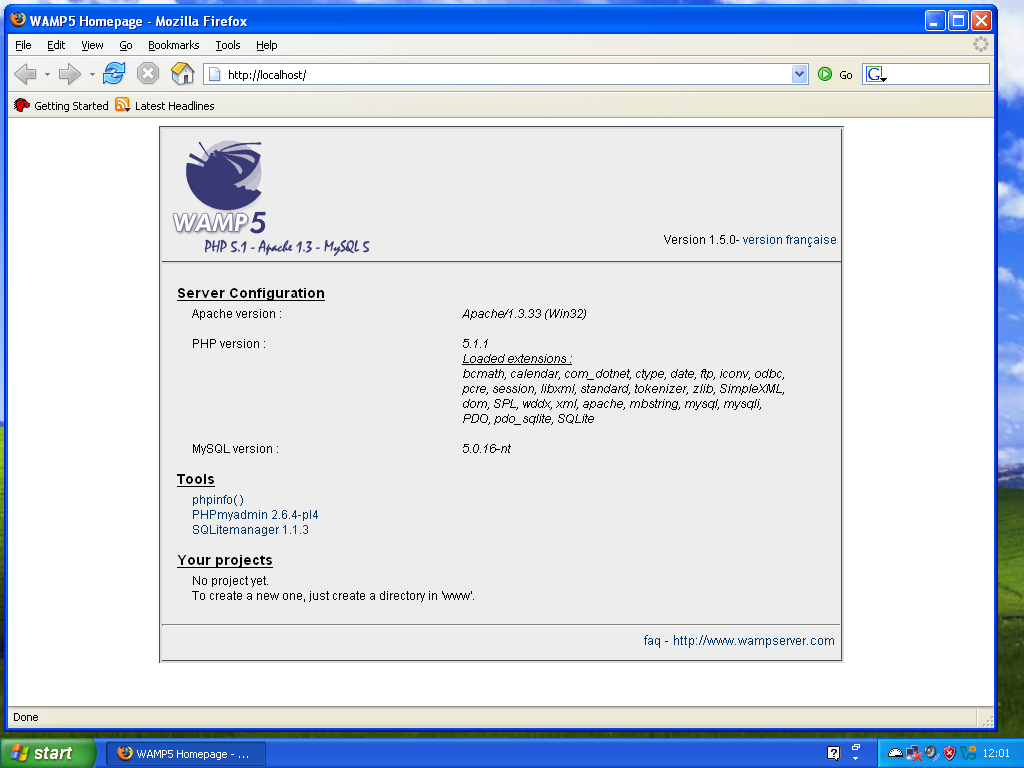 WAMP5 Homepage - Mozilla Firefox
File Edit View Go Bookmarks Tools Help
http://localhost/ Go G
Getting Started Latest Headlines
WAMP5
PHP 5.1 - Apache 1.3 - MySQL 5
Version 1.5.0- version française
Server Configuration
Apache version : Apache/1.3.33 (Win32)
PHP version : 5.1.1
Loaded extensions :
bcmath, calendar, com_dotnet, ctype, date, ftp, iconv, odbc,
pcre, session, libxml, standard, tokenizer, zlib, SimpleXML,
dom, SPL, wddx, xml, apache, mbstring, mysql, mysqli,
PDO, pdo_sqlite, SQLite
MySQL version : 5.0.16-nt
Tools
phpinfo()
PHPmyadmin 2.6.4-pl4
SQLitemanager 1.1.3
Your projects
No project yet.
To create a new one, just create a directory in 'www'.
faq - http://www.wampserver.com
Done
start WAMP5 Homepage - ... 12:01